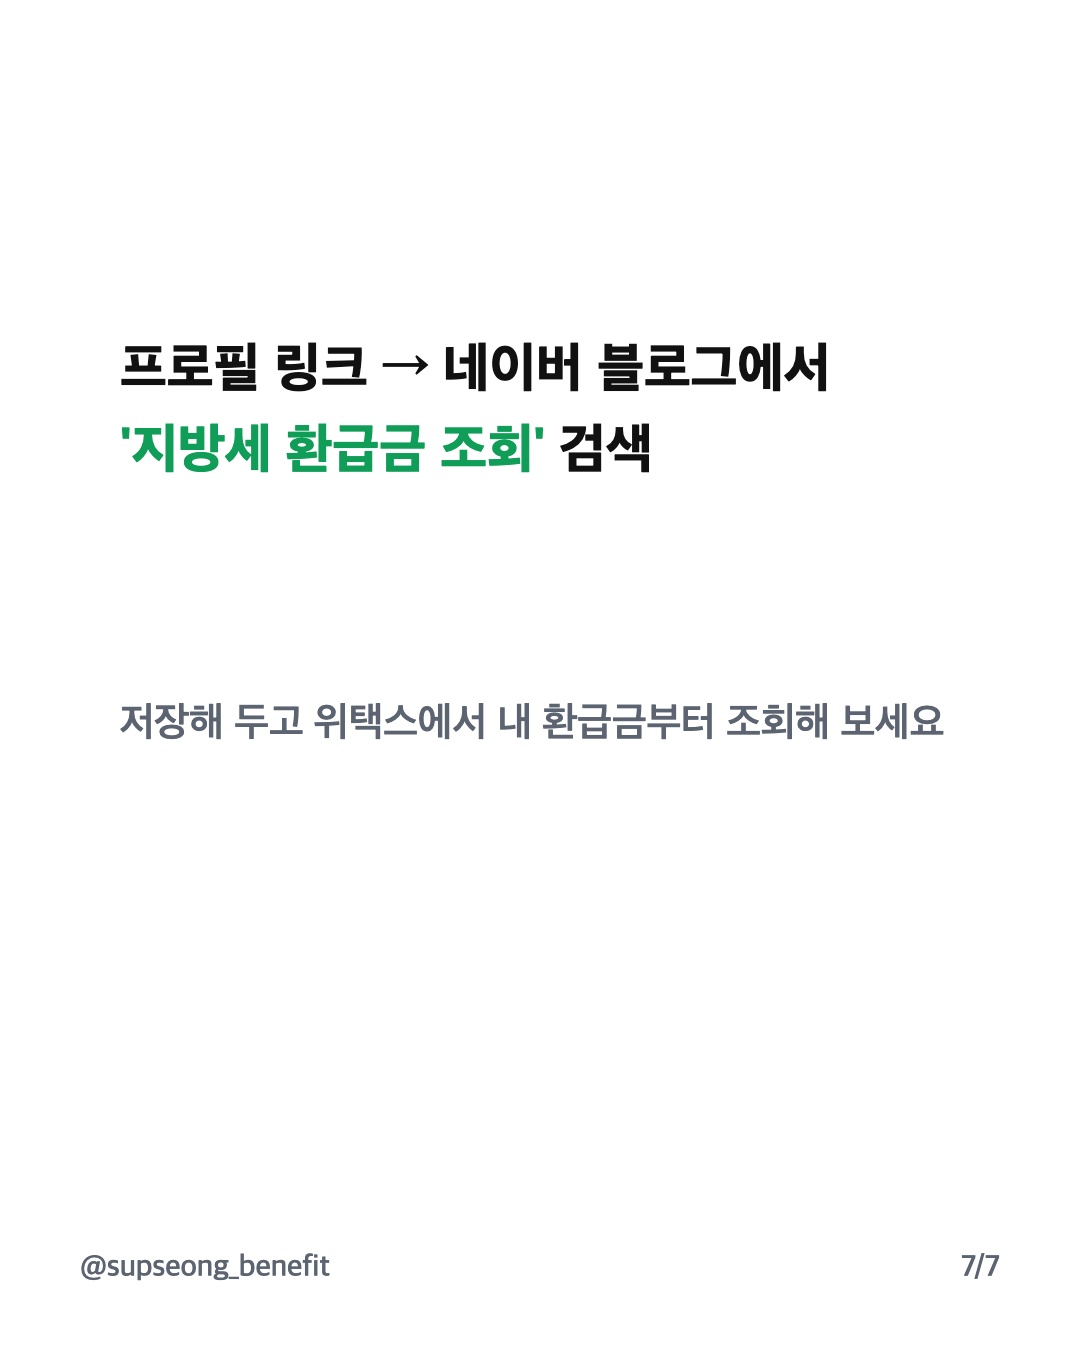 프로필 링크 → 네이버 블로그에서
'지방세 환급금 조회' 검색
저장해 두고 위택스에서 내 환급금부터 조회해 보세요
@supseong_benefit
7/7